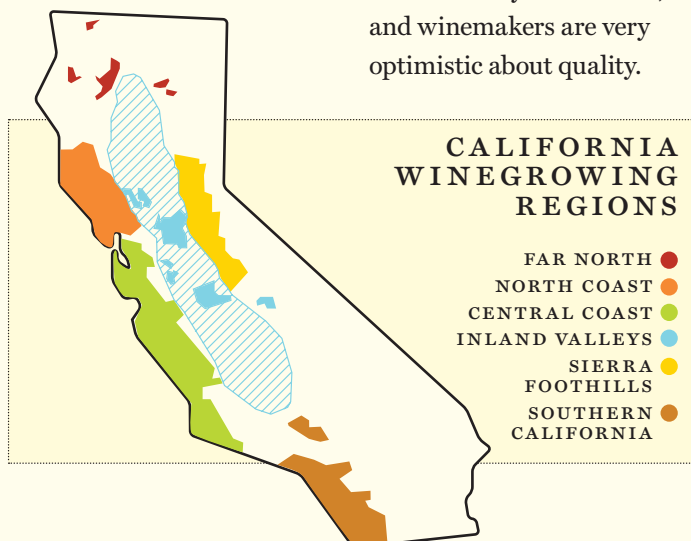 and winemakers are very
optimistic about quality.
CALIFORNIA
WINEGROWING
REGIONS
FAR NORTH
NORTH COAST
CENTRAL COAST
INLAND VALLEYS
SIERRA
FOOTHILLS
SOUTHERN
CALIFORNIA